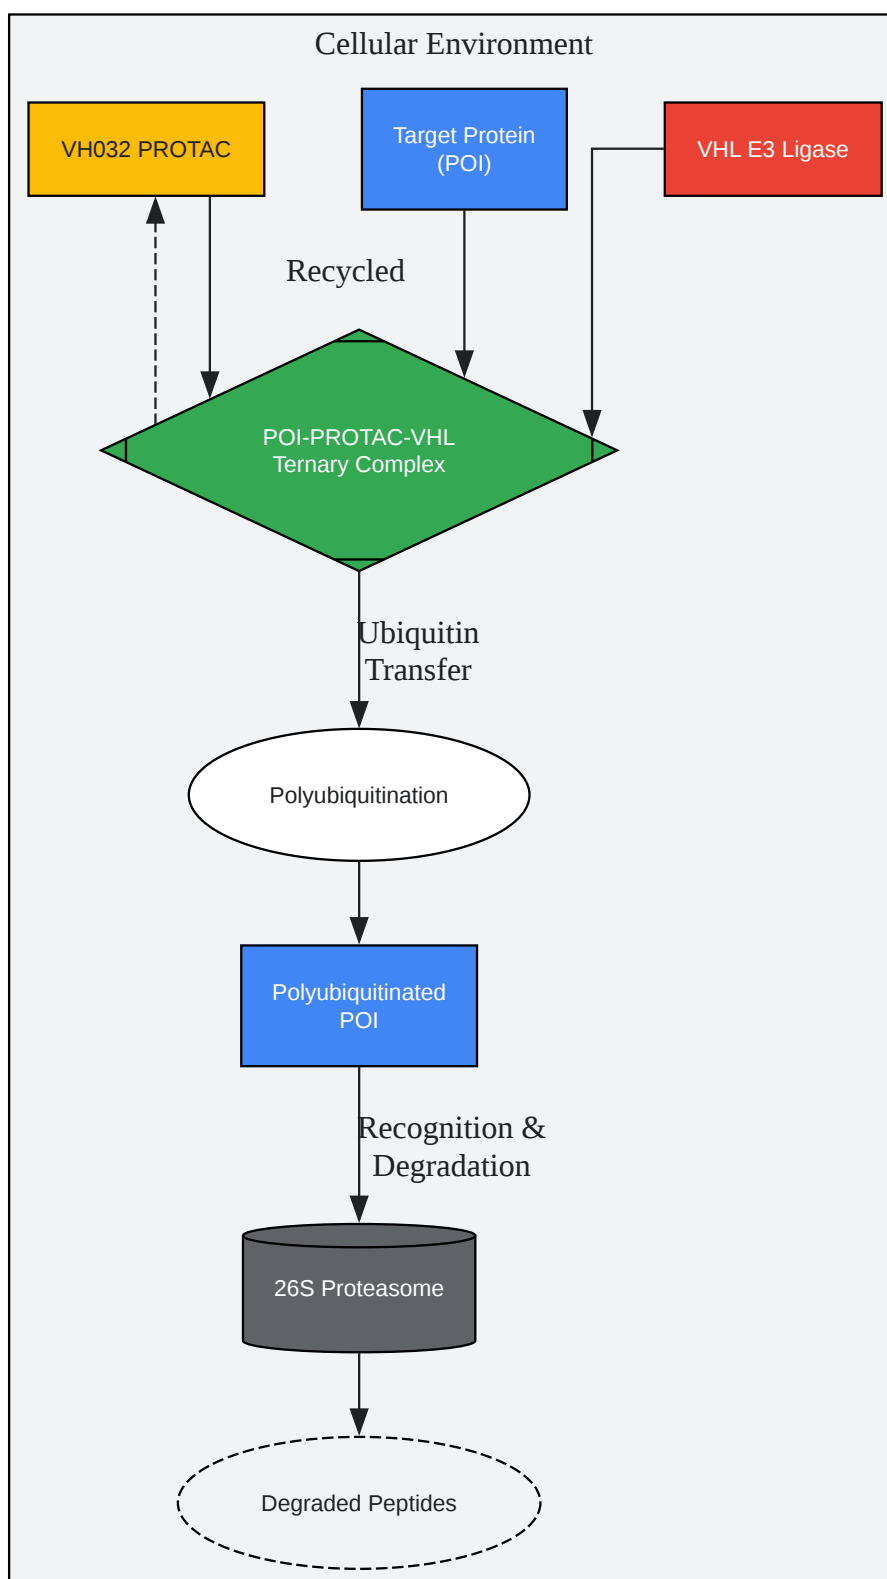 Cellular Environment
VH032 PROTAC
Target Protein
(POI)
VHL E3 Ligase
Recycled
POI-PROTAC-VHL
Ternary Complex
Ubiquitin
Transfer
Polyubiquitination
Polyubiquitinated
POI
Recognition &
Degradation
26S Proteasome
Degraded Peptides